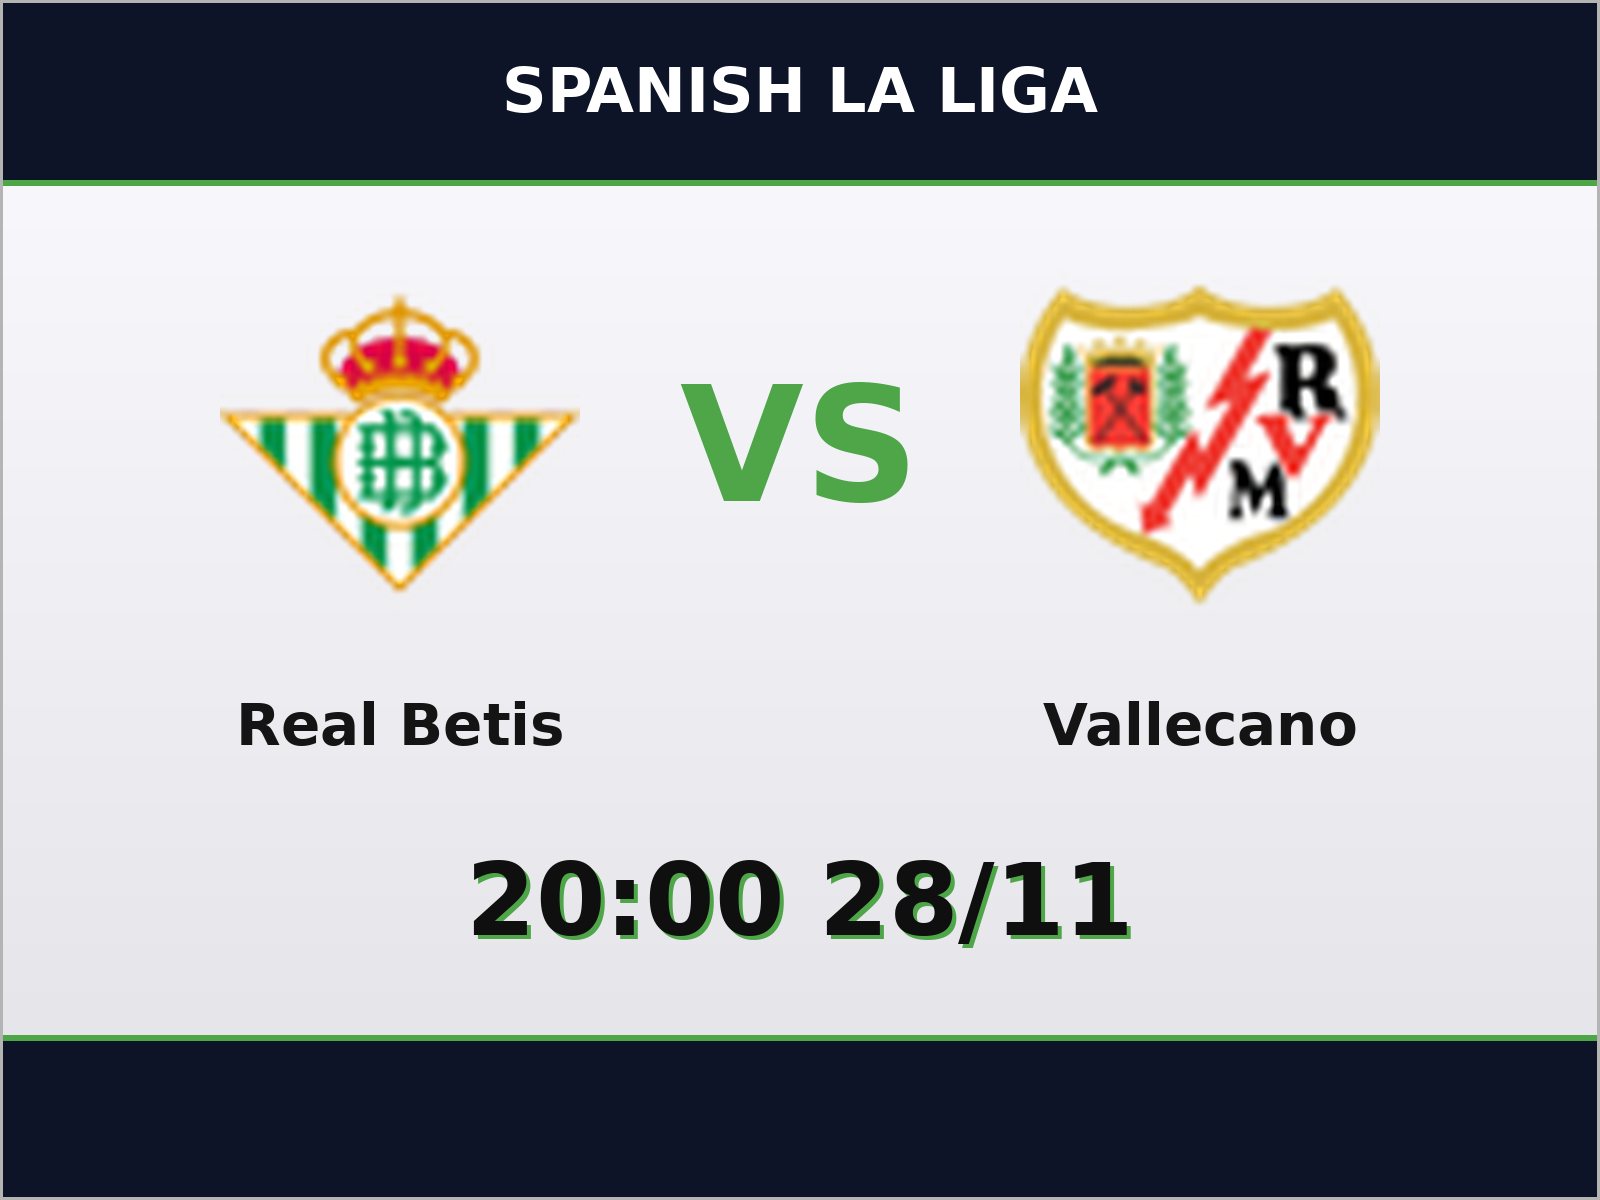 SPANISH LA LIGA
VS
R
V
M
Real Betis
Vallecano
20:00 28/11